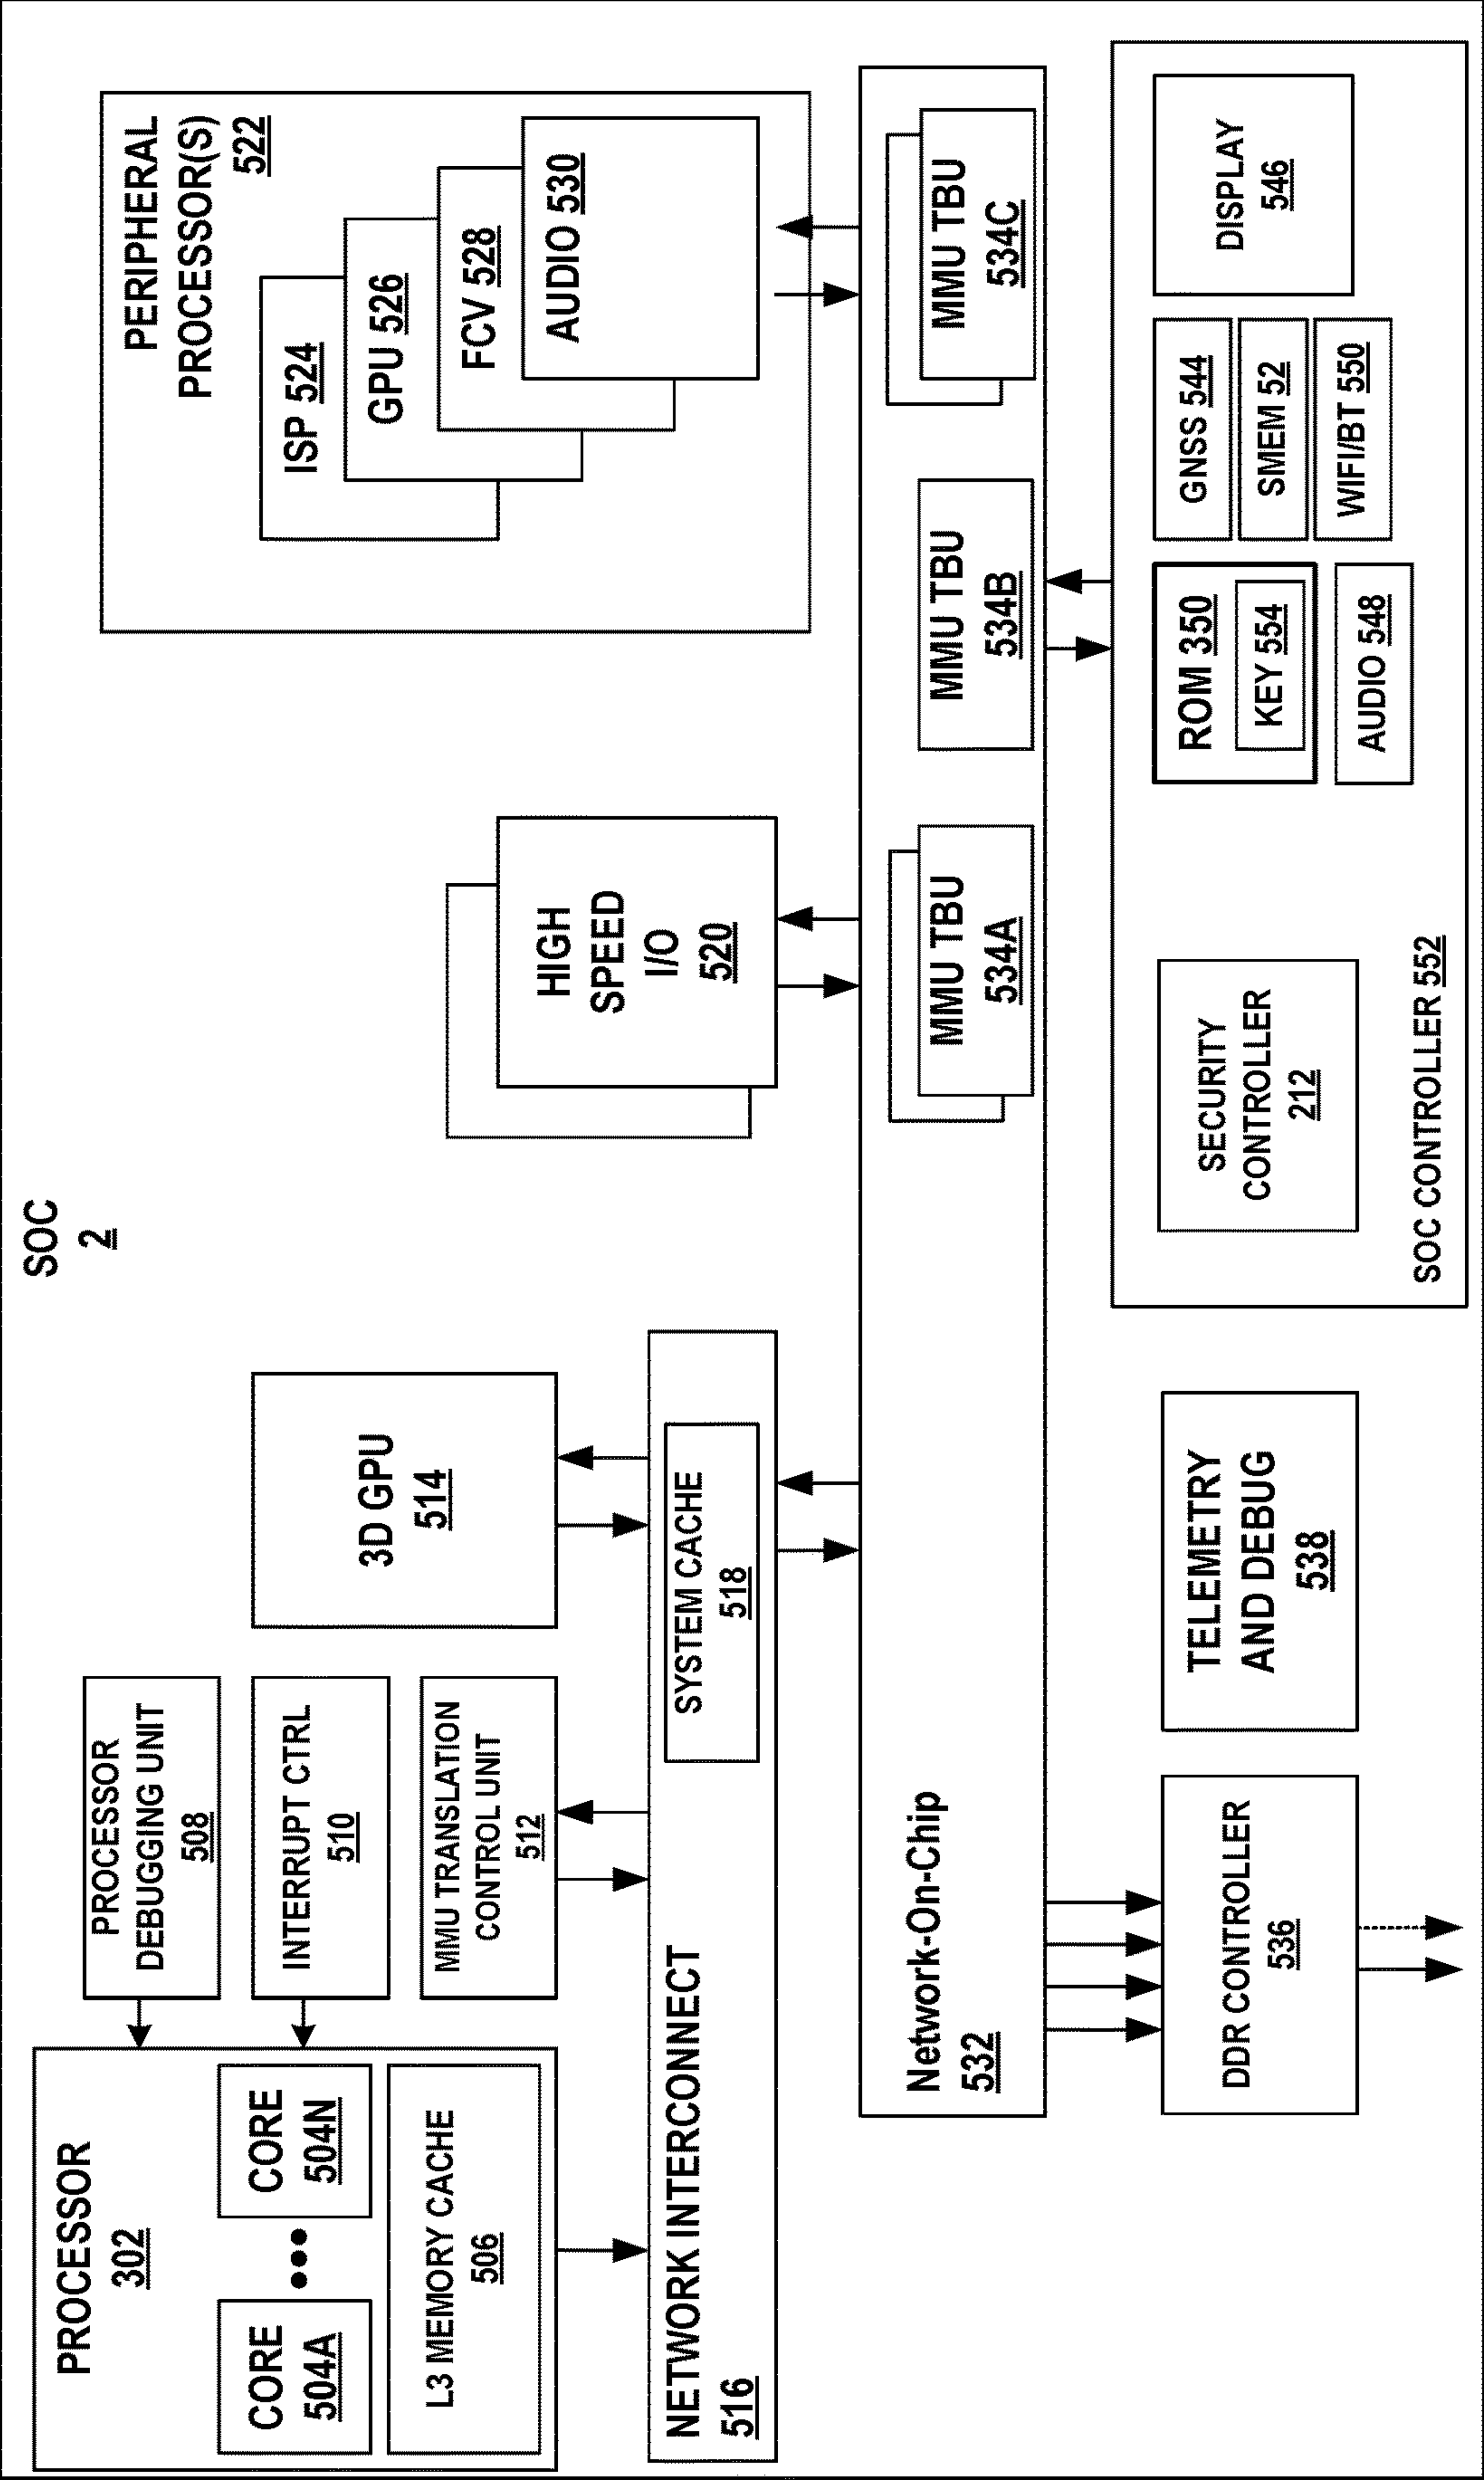 SOC
2
PROCESSOR
302
CORE
504A
CORE
504N
L3 MEMORY CACHE
506
PROCESSOR
DEBUGGING UNIT
508
INTERRUPT CTRL
510
MMU TRANSLATION
CONTROL UNIT
512
3D GPU
514
NETWORK INTERCONNECT
516
SYSTEM CACHE
518
HIGH
SPEED
I/O
520
PERIPHERAL
PROCESSOR(S)
522
ISP 524
GPU 526
FCV 528
AUDIO 530
Network-On-Chip
532
MMU TBU
534A
MMU TBU
534B
MMU TBU
534C
DDR CONTROLLER
536
TELEMETRY
AND DEBUG
538
SECURITY
CONTROLLER
212
ROM 350
KEY 554
AUDIO 548
GNSS 544
SMEM 52
WIFI/BT 550
DISPLAY
546
SOC CONTROLLER 552